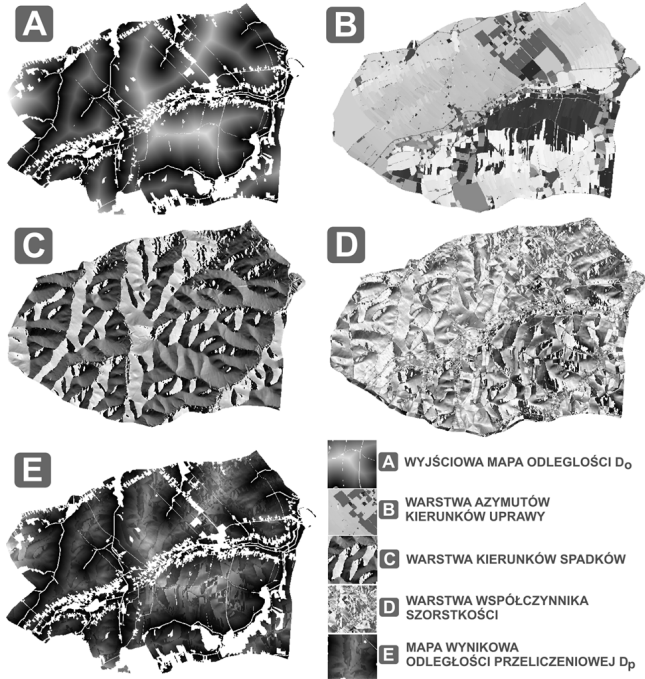 A
B
C
D
E
A WYJŚCIOWA MAPA ODLEGŁOŚCI Do
B WARSTWA AZYMUTÓW
KIERUNKÓW UPRAWY
C WARSTWA KIERUNKÓW SPADKÓW
D WARSTWA WSPÓŁCZYNNIKA
SZORSTKOŚCI
E MAPA WYNIKOWA
ODLEGŁOŚCI PRZELICZENIOWEJ Dp